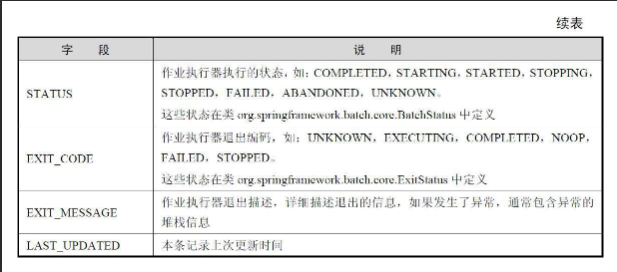 续表
字 段 说 明
STATUS
作业执行器执行的状态，如：COMPLETED，STARTING，STARTED，STOPPING，
STOPPED，FAILED，ABANDONED，UNKNOWN。
这些状态在类 org.springframework.batch.core.BatchStatus 中定义
EXIT_CODE
作业执行器退出编码，如：UNKNOWN，EXECUTING，COMPLETED，NOOP，
FAILED，STOPPED。
这些状态在类 org.springframework.batch.core.ExitStatus 中定义
EXIT_MESSAGE
作业执行器退出描述，详细描述退出的信息，如果发生了异常，通常包含异常的
堆栈信息
LAST_UPDATED 本条记录上次更新时间